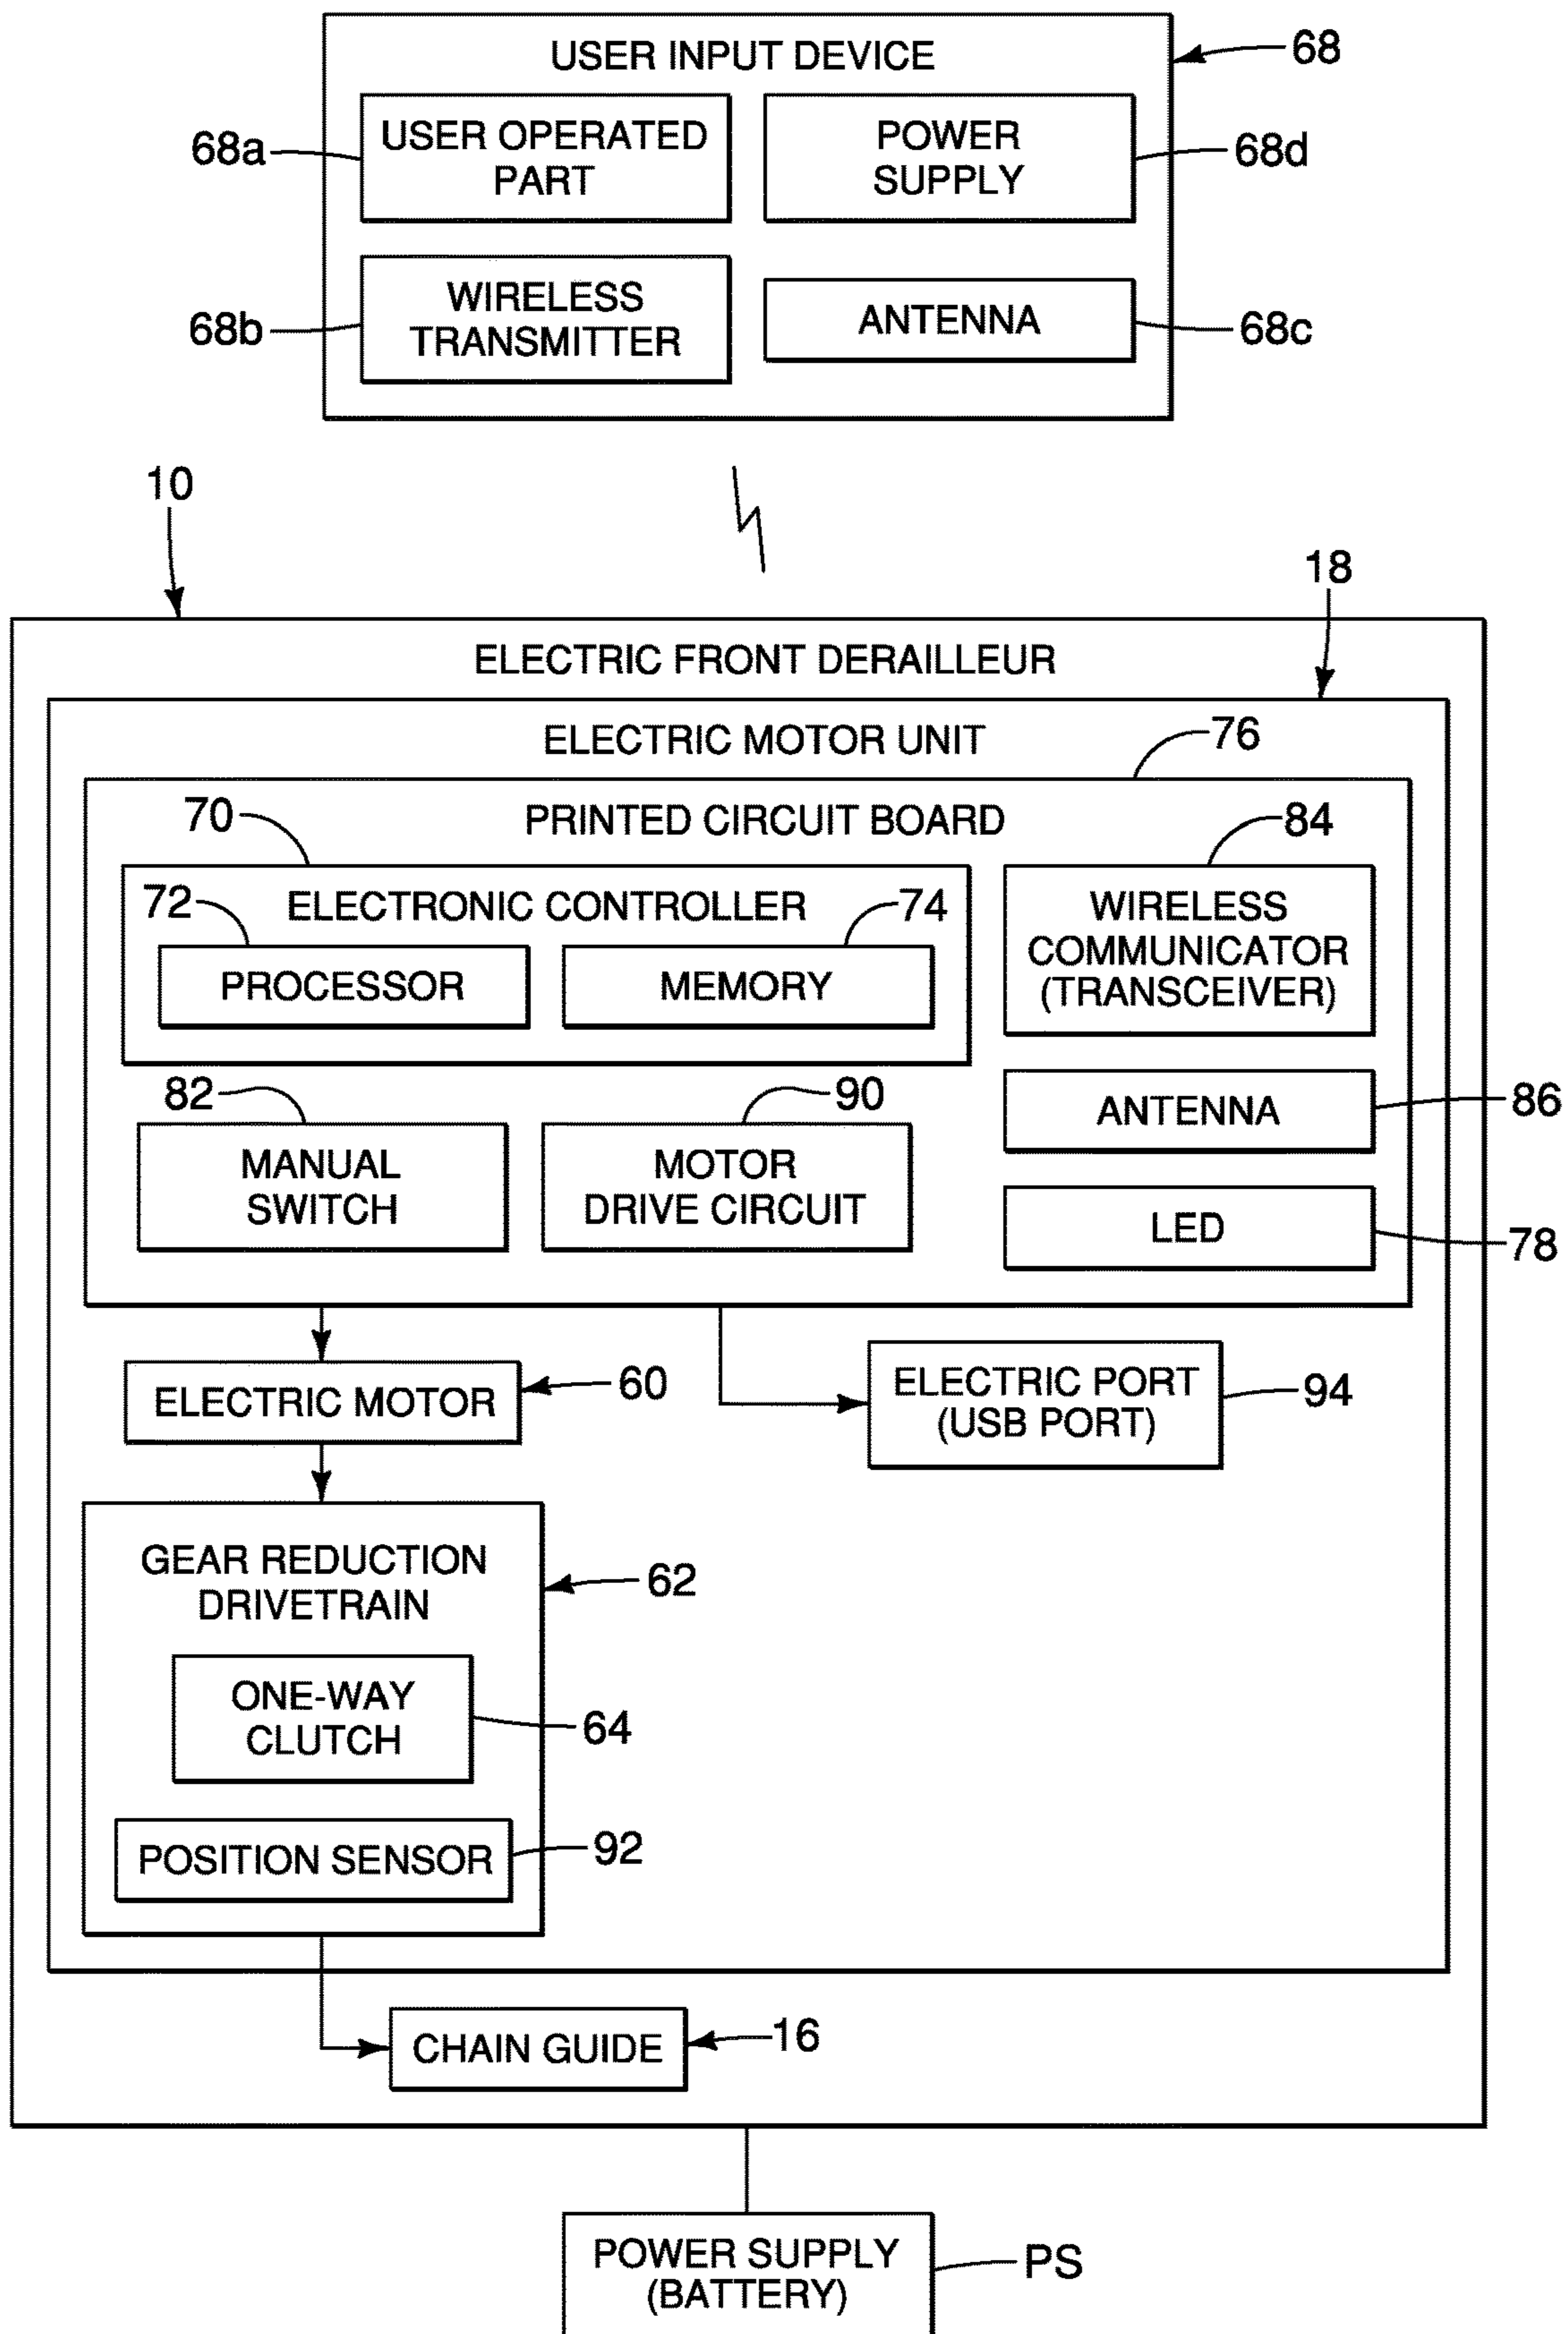 USER INPUT DEVICE
68
68a
USER OPERATED
PART
POWER
SUPPLY
68d
68b
WIRELESS
TRANSMITTER
ANTENNA
68c
10
18
ELECTRIC FRONT DERAILLEUR
ELECTRIC MOTOR UNIT
76
70
PRINTED CIRCUIT BOARD
84
72
ELECTRONIC CONTROLLER
74
PROCESSOR
MEMORY
WIRELESS
COMMUNICATOR
(TRANSCEIVER)
82
90
ANTENNA
86
MANUAL
SWITCH
MOTOR
DRIVE CIRCUIT
LED
78
ELECTRIC MOTOR
60
ELECTRIC PORT
(USB PORT)
94
GEAR REDUCTION
DRIVETRAIN
62
ONE-WAY
CLUTCH
64
POSITION SENSOR
92
CHAIN GUIDE
16
POWER SUPPLY
(BATTERY)
PS